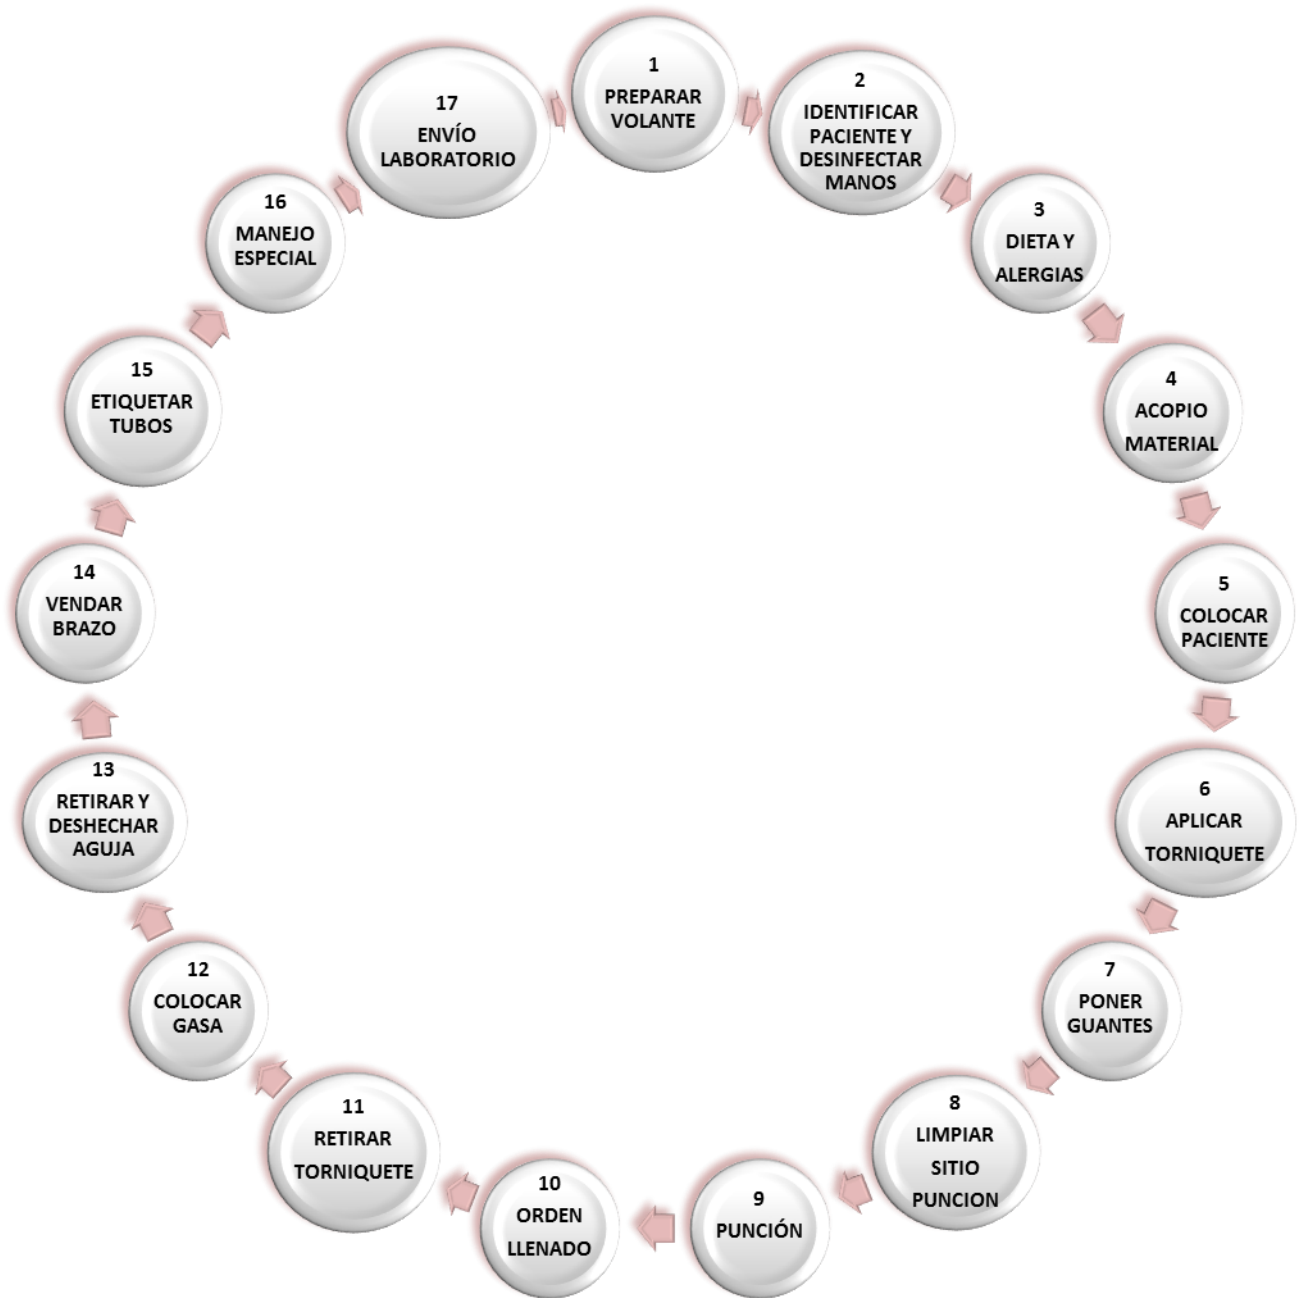 1
PREPARAR
VOLANTE
2
IDENTIFICAR
PACIENTE Y
DESINFECTAR
MANOS
3
DIETA Y
ALERGIAS
4
ACOPIO
MATERIAL
5
COLOCAR
PACIENTE
6
APLICAR
TORNIQUETE
7
PONER
GUANTES
8
LIMPIAR
SITIO
PUNCION
9
PUNCIÓN
10
ORDEN
LLENADO
11
RETIRAR
TORNIQUETE
12
COLOCAR
GASA
13
RETIRAR Y
DESHECHAR
AGUJA
14
VENDAR
BRAZO
15
ETIQUETAR
TUBOS
16
MANEJO
ESPECIAL
17
ENVÍO
LABORATORIO